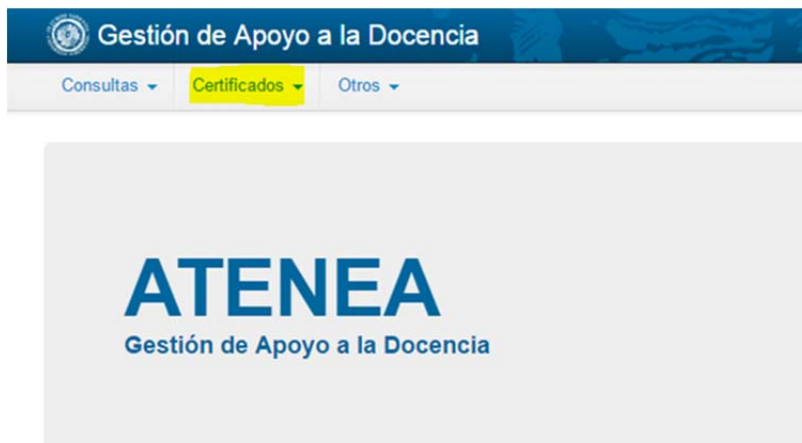 Gestión de Apoyo a la Docencia
Consultas Certificados Otros
ATENEA
Gestión de Apoyo a la Docencia